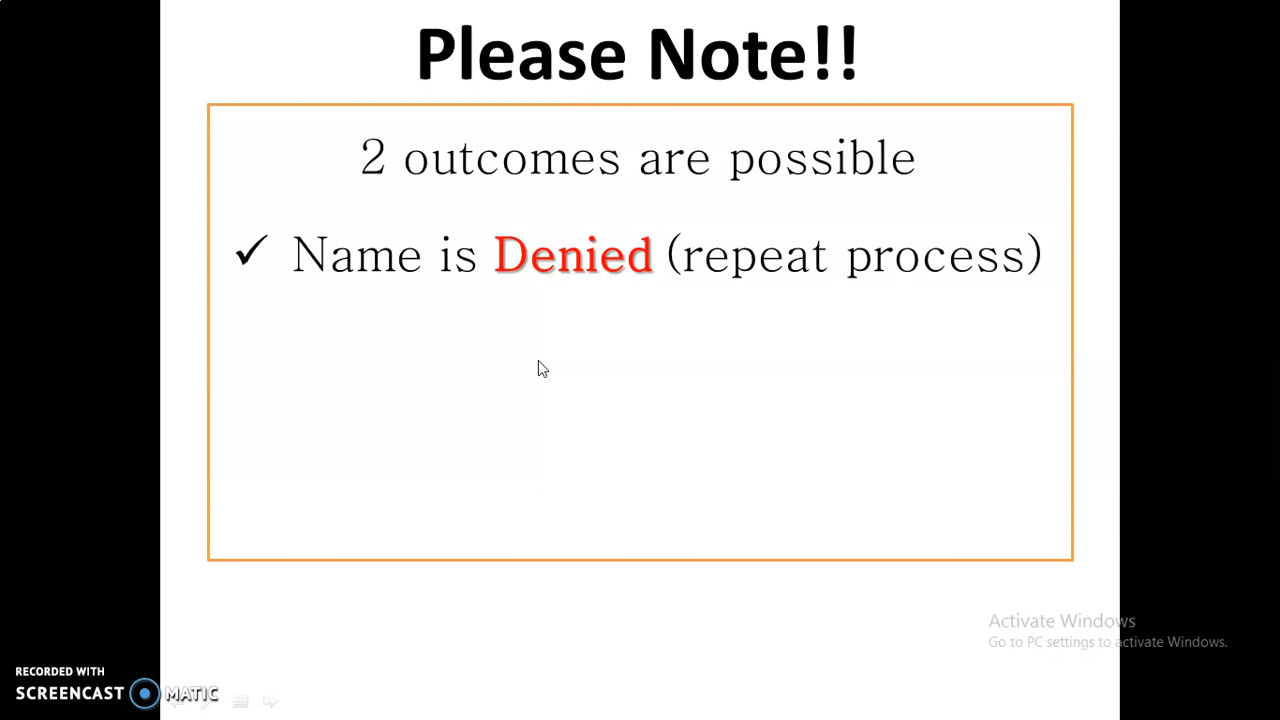 Please Note!!
2 outcomes are possible
✓ Name is Denied (repeat process)
Activate Windows
Go to PC settings to activate Windows.
RECORDED WITH
SCREENCAST MATIC